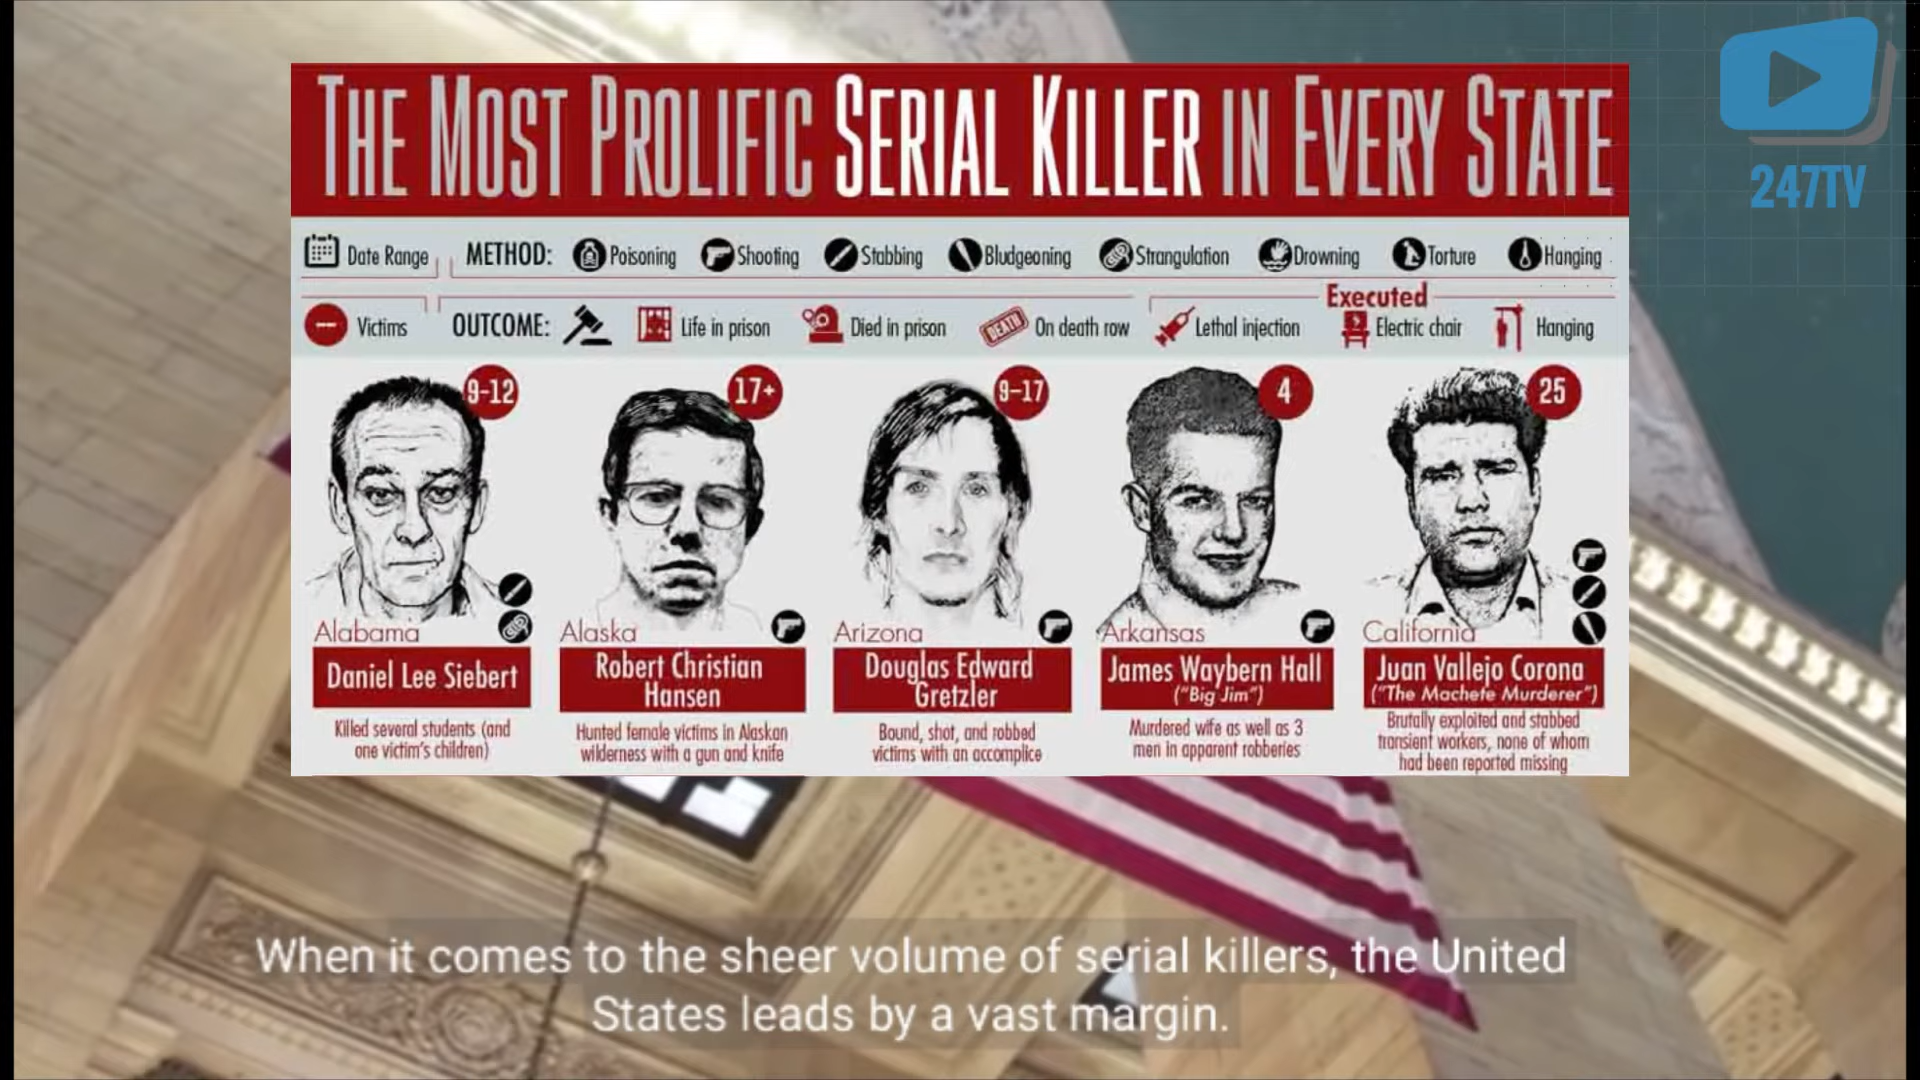 247TV
THE MOST PROLIFIC SERIAL KILLER IN EVERY STATE
Date Range METHOD: Poisoning Shooting Stabbing Bludgeoning Strangulation Drowning Torture Hanging
Executed
Victims OUTCOME: Life in prison Died in prison DEATH On death row Lethal injection Electric chair Hanging
9-12
17+
9-17
4
25
Alabama
Daniel Lee Siebert
Killed several students (and
one victim's children)
Alaska
Robert Christian
Hansen
Hunted female victims in Alaskan
wilderness with a gun and knife
Arizona
Douglas Edward
Gretzler
Bound, shot, and robbed
victims with an accomplice
Arkansas
James Waybern Hall
("Big Jim")
Murdered wife as well as 3
men in apparent robberies
California
Juan Vallejo Corona
("The Machete Murderer")
Brutally exploited and stabbed
transient workers, none of whom
had been reported missing
When it comes to the sheer volume of serial killers, the United
States leads by a vast margin.